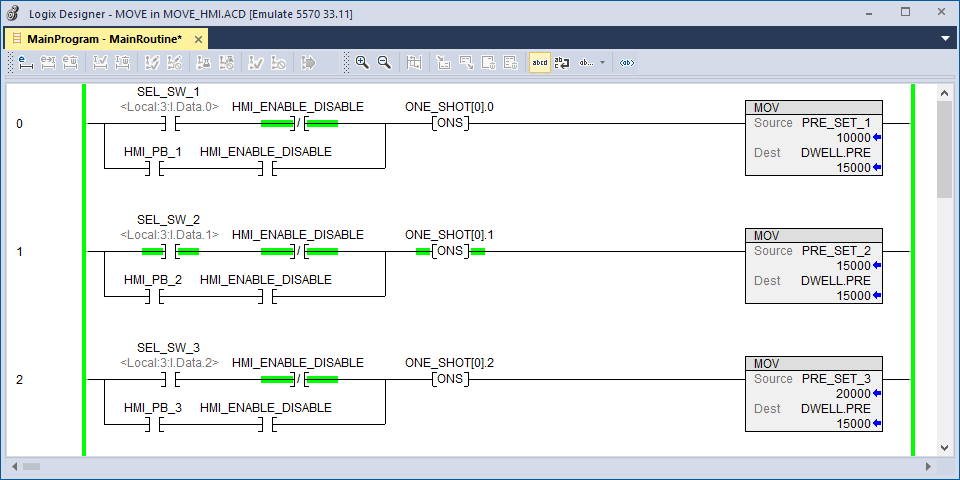 Logix Designer - MOVE in MOVE_HMI.ACD [Emulate 5570 33.11]
MainProgram - MainRoutine*
abcd
ab...
<ab>
0
SEL_SW_1
<Local:3:I.Data.0>
HMI_ENABLE_DISABLE
/
ONE_SHOT[0].0
ONS
HMI_PB_1
HMI_ENABLE_DISABLE
MOV
Source PRE_SET_1
10000
Dest DWELL.PRE
15000
1
SEL_SW_2
<Local:3:I.Data.1>
HMI_ENABLE_DISABLE
/
ONE_SHOT[0].1
ONS
HMI_PB_2
HMI_ENABLE_DISABLE
MOV
Source PRE_SET_2
15000
Dest DWELL.PRE
15000
2
SEL_SW_3
<Local:3:I.Data.2>
HMI_ENABLE_DISABLE
/
ONE_SHOT[0].2
ONS
HMI_PB_3
HMI_ENABLE_DISABLE
MOV
Source PRE_SET_3
20000
Dest DWELL.PRE
15000